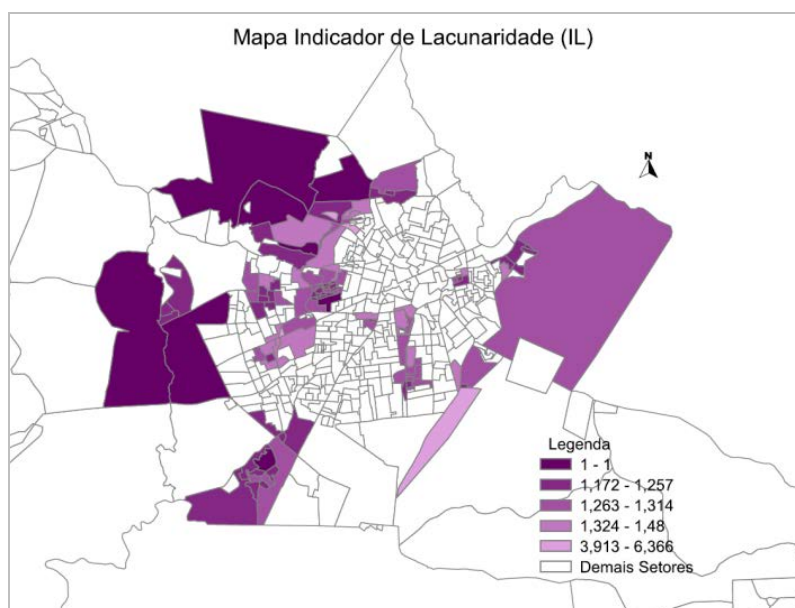 Mapa Indicador de Lacunaridade (IL)
N
Legenda
1 - 1
1,172 - 1,257
1,263 - 1,314
1,324 - 1,48
3,913 - 6,366
Demais Setores